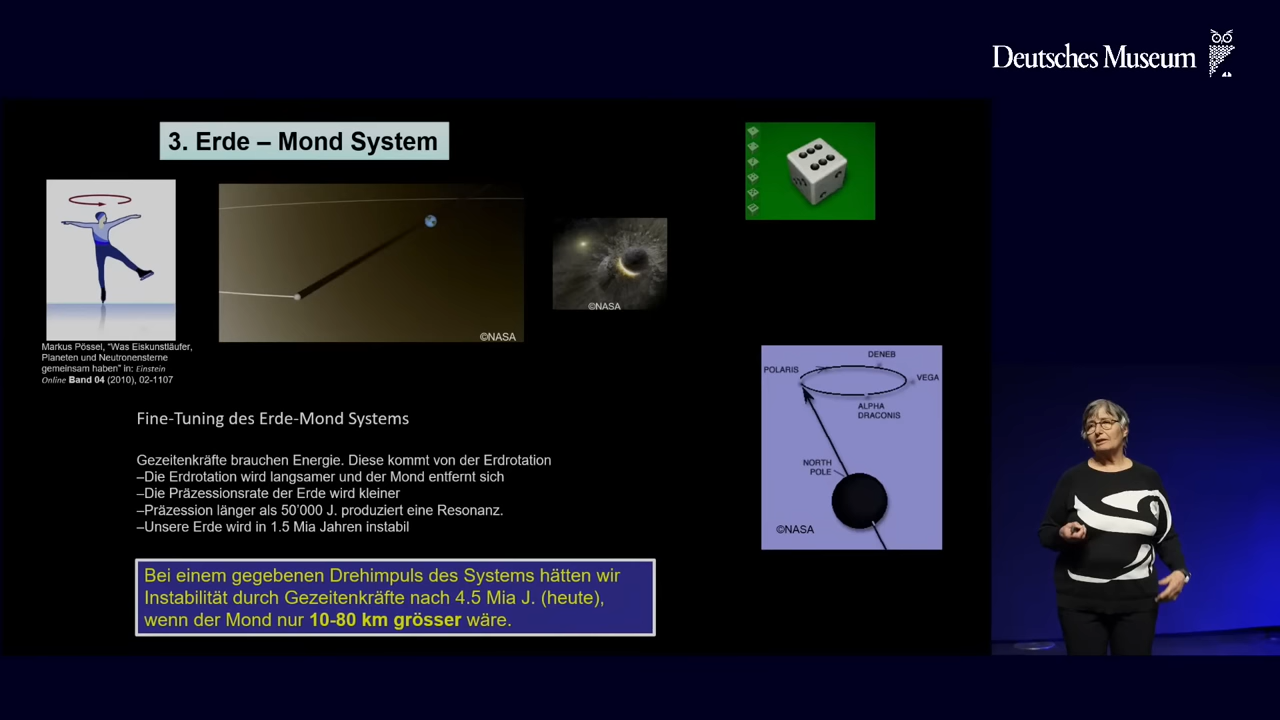 Deutsches Museum
3. Erde – Mond System
©NASA
©NASA
Markus Pössel, "Was Eiskunstläufer,
Planeten und Neutronensterne
gemeinsam haben" in: Einstein
Online Band 04 (2010), 02-1107
DENEB
POLARIS
VEGA
ALPHA
DRACONIS
NORTH
POLE
©NASA
Fine-Tuning des Erde-Mond Systems
Gezeitenkräfte brauchen Energie. Diese kommt von der Erdrotation
–Die Erdrotation wird langsamer und der Mond entfernt sich
–Die Präzessionsrate der Erde wird kleiner
–Präzession länger als 50’000 J. produziert eine Resonanz.
–Unsere Erde wird in 1.5 Mia Jahren instabil
Bei einem gegebenen Drehimpuls des Systems hätten wir
Instabilität durch Gezeitenkräfte nach 4.5 Mia J. (heute),
wenn der Mond nur 10-80 km grösser wäre.